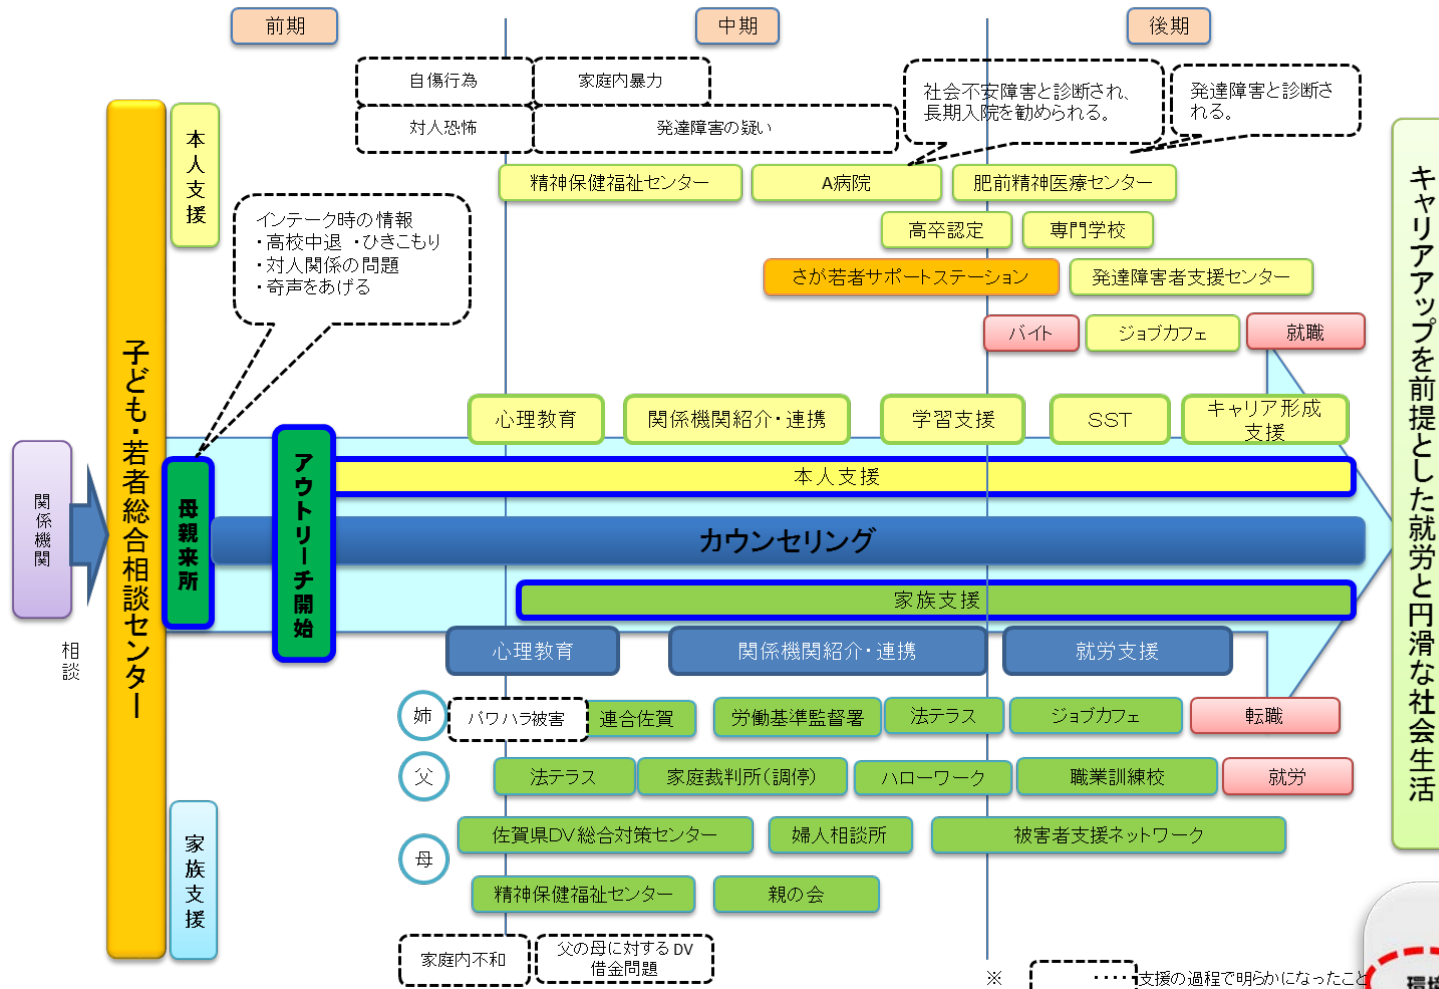 前期
中期
後期
自傷行為
家庭内暴力
対人恐怖
発達障害の疑い
社会不安障害と診断され、
長期入院を勧められる。
発達障害と診断さ
れる。
本人支援
インテーク時の情報
・高校中退 ・ひきこもり
・対人関係の問題
・奇声をあげる
精神保健福祉センター
A病院
肥前精神医療センター
高卒認定
専門学校
さが若者サポートステーション
発達障害者支援センター
バイト
ジョブカフェ
就職
心理教育
関係機関紹介・連携
学習支援
SST
キャリア形成
支援
関係機関
相談
子ども・若者総合相談センター
母親来所
アウトリーチ開始
本人支援
カウンセリング
家族支援
キャリアアップを前提とした就労と円滑な社会生活
心理教育
関係機関紹介・連携
就労支援
姉
パワハラ被害
連合佐賀
労働基準監督署
法テラス
ジョブカフェ
転職
父
法テラス
家庭裁判所(調停)
ハローワーク
職業訓練校
就労
母
佐賀県DV総合対策センター
婦人相談所
被害者支援ネットワーク
精神保健福祉センター
親の会
家族支援
家庭内不和
父の母に対するDV
借金問題
※ ・・・・支援の過程で明らかになったこと
環境